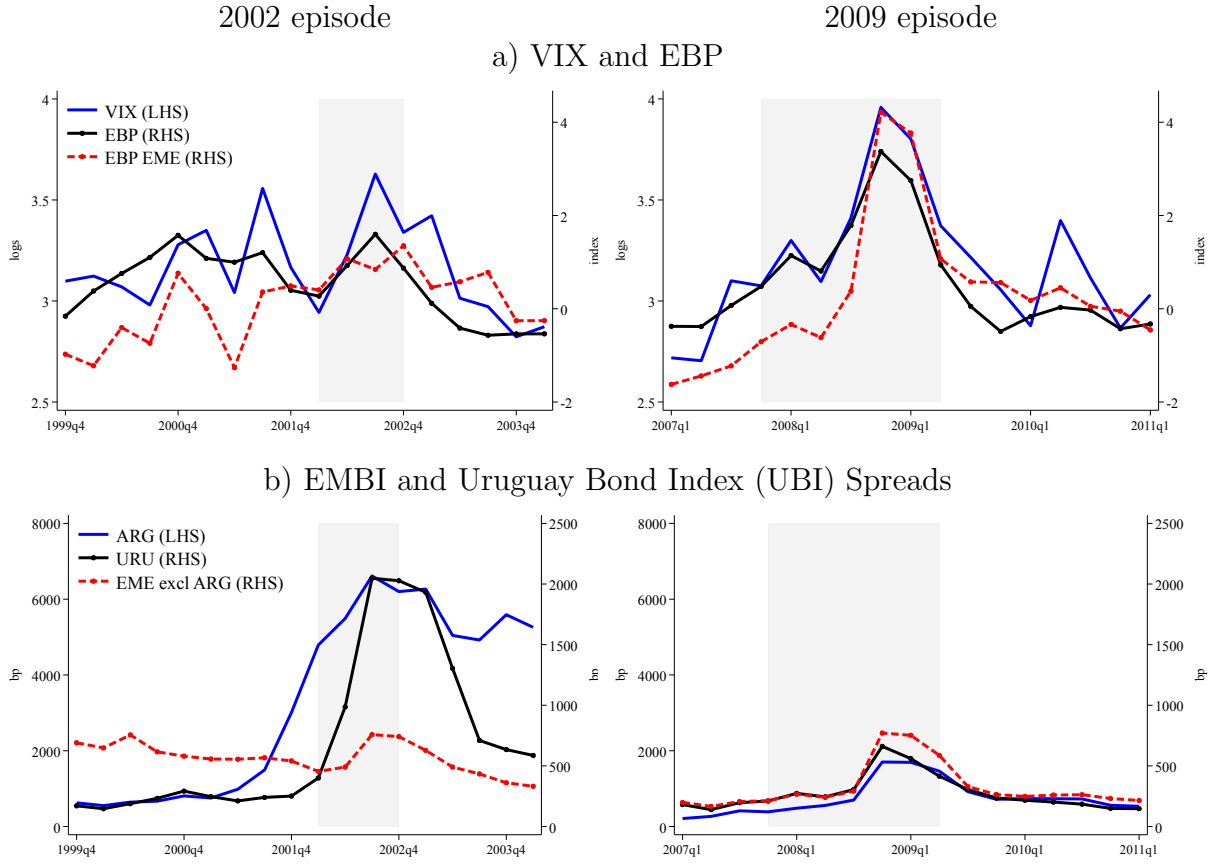 2002 episode 2009 episode
a) VIX and EBP
VIX (LHS)
EBP (RHS)
EBP EME (RHS)
4
3.5
3
2.5
logs
4
2
0
-2
index
1999q4 2000q4 2001q4 2002q4 2003q4
4
3.5
3
2.5
logs
4
2
0
-2
index
2007q1 2008q1 2009q1 2010q1 2011q1
b) EMBI and Uruguay Bond Index (UBI) Spreads
ARG (LHS)
URU (RHS)
EME excl ARG (RHS)
8000
6000
4000
2000
0
bp
2500
2000
1500
1000
500
0
bp
1999q4 2000q4 2001q4 2002q4 2003q4
8000
6000
4000
2000
0
bp
2500
2000
1500
1000
500
0
bp
2007q1 2008q1 2009q1 2010q1 2011q1